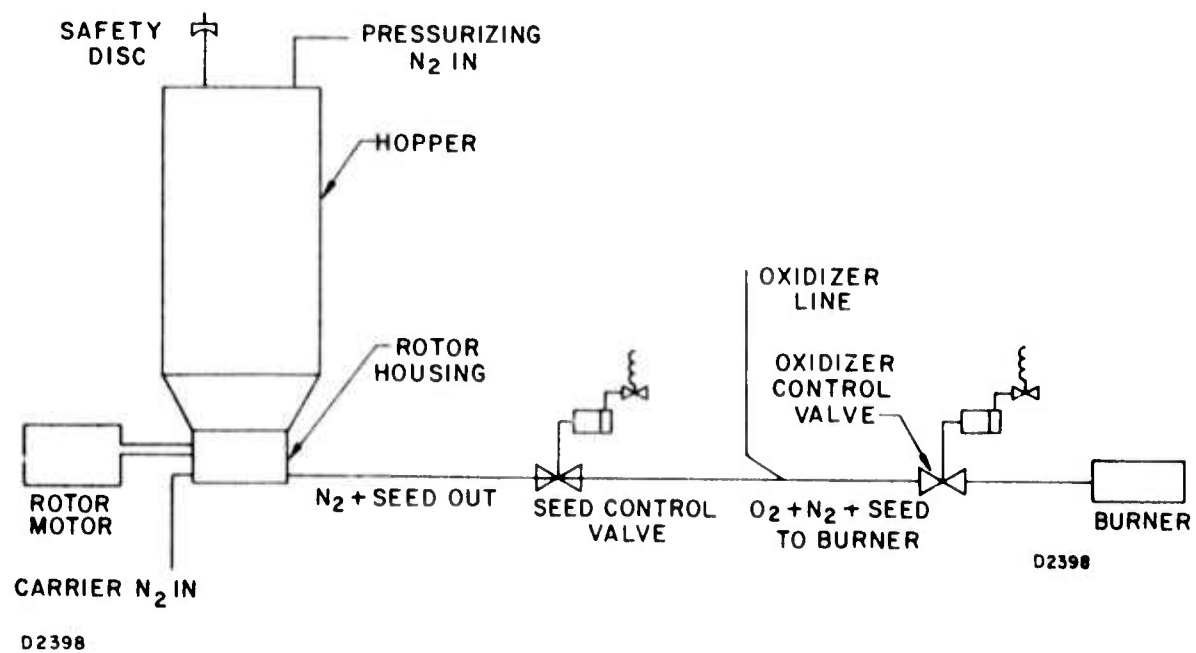 SAFETY
DISC
PRESSURIZING
N2 IN
HOPPER
ROTOR
HOUSING
OXIDIZER
LINE
OXIDIZER
CONTROL
VALVE
ROTOR
MOTOR
N2 + SEED OUT
SEED CONTROL
VALVE
O2 + N2 + SEED
TO BURNER
BURNER
CARRIER N2 IN
D2398
D2398